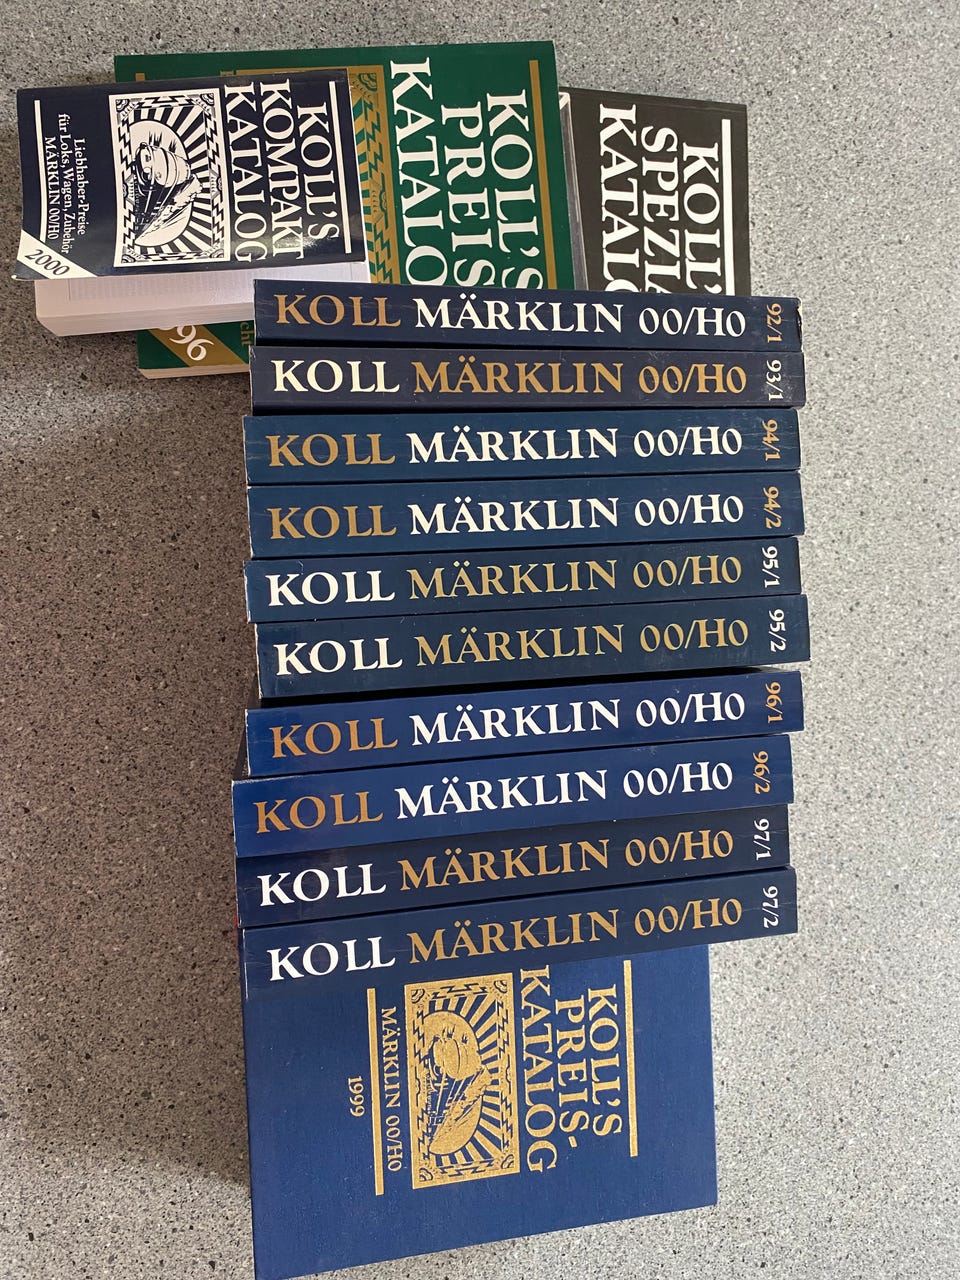 KOLL'S
KOMPAKT
KATALOG
Liebhaber-Preise
für Loks, Wagen, Zubehör
MÄRKLIN 00/H0
2000
KOLL'S
PREIS
KATALO
96
KOLL'
SPEZI
KATALO
KOLL MÄRKLIN 00/H0 92/1
KOLL MÄRKLIN 00/H0 93/1
KOLL MÄRKLIN 00/H0 94/1
KOLL MÄRKLIN 00/H0 94/2
KOLL MÄRKLIN 00/H0 95/1
KOLL MÄRKLIN 00/H0 95/2
KOLL MÄRKLIN 00/H0 96/1
KOLL MÄRKLIN 00/H0 96/2
KOLL MÄRKLIN 00/H0 97/1
KOLL MÄRKLIN 00/H0 97/2
KOLL'S
PREIS-
KATALOG
MÄRKLIN 00/H0
1999